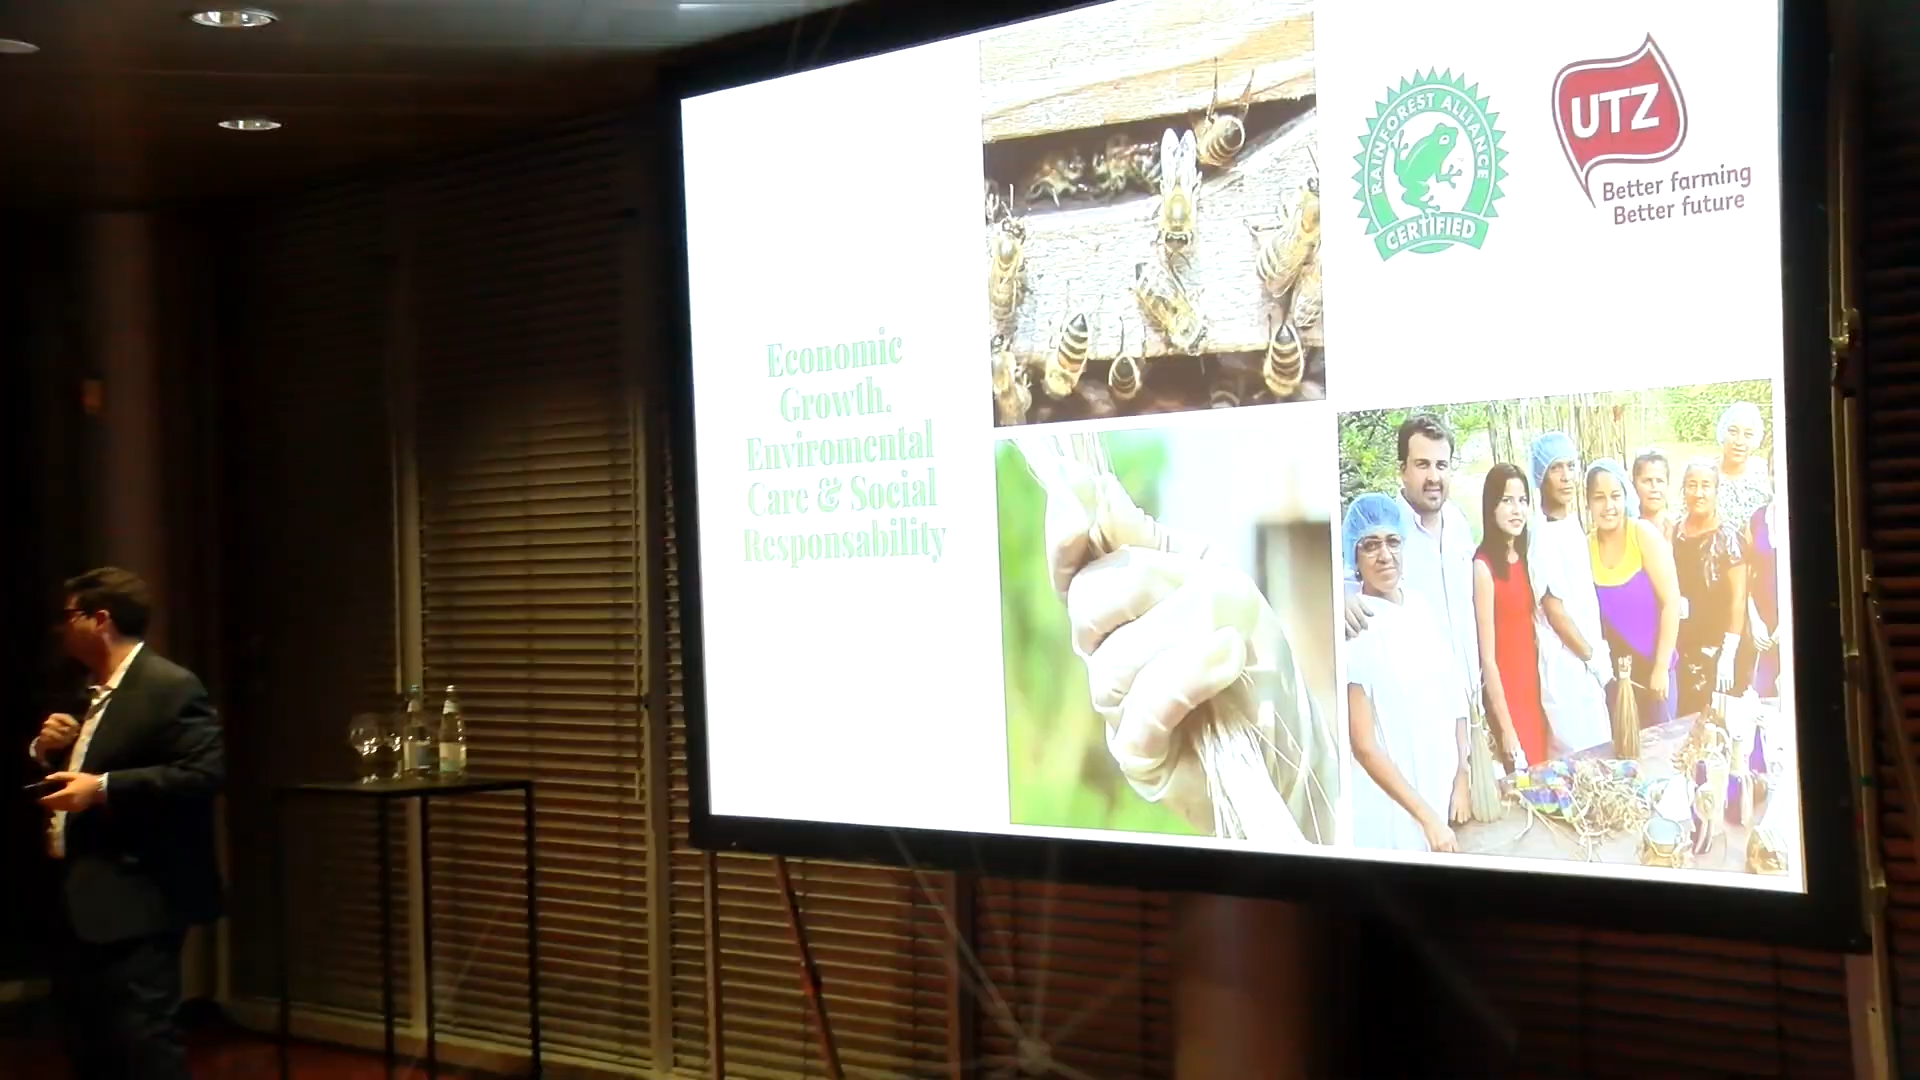 Economic
Growth.
Enviromental
Care & Social
Responsability
RAINFOREST ALLIANCE
CERTIFIED
UTZ
Better farming
Better future